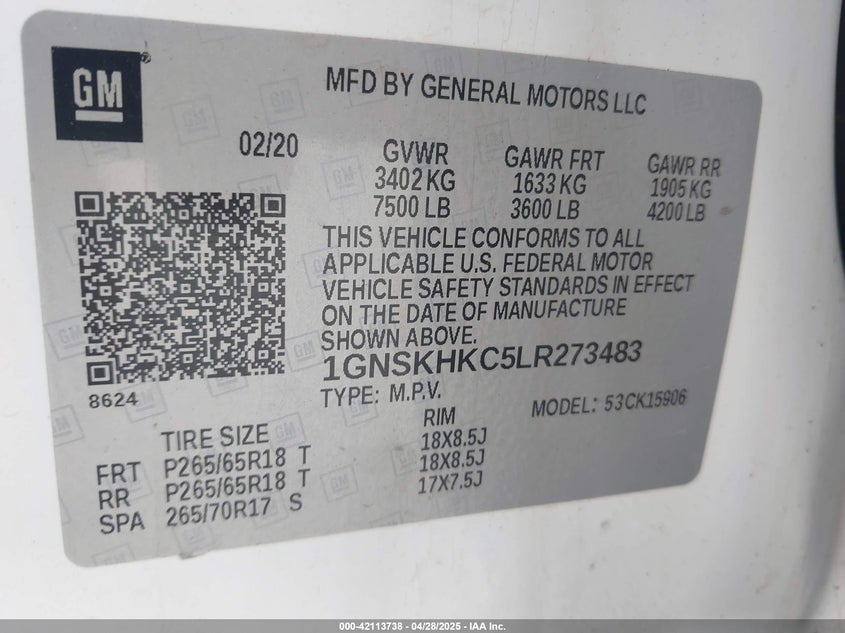 GM
MFD BY GENERAL MOTORS LLC
02/20
GVWR GAWR FRT GAWR RR
3402 KG 1633 KG 1905 KG
7500 LB 3600 LB 4200 LB
THIS VEHICLE CONFORMS TO ALL
APPLICABLE U.S. FEDERAL MOTOR
VEHICLE SAFETY STANDARDS IN EFFECT
ON THE DATE OF MANUFACTURE
SHOWN ABOVE.
1GNSKHKC5LR273483
TYPE: M.P.V. MODEL: 53CK15906
8624
TIRE SIZE RIM
FRT P265/65R18 T 18X8.5J
RR P265/65R18 T 18X8.5J
SPA 265/70R17 S 17X7.5J
000-42113738 - 04/28/2025 - IAA Inc.